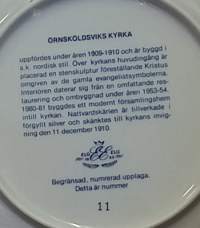 ÖRNSKÖLDSVIKS KYRKA
uppfördes under åren 1909-1910 och är byggd i
s.k. nordisk stil. Över kyrkans huvudingång är
placerad en stenskulptur föreställande Kristus
omgiven av de gamla evangelistsymbolerna.
Interiören daterar sig från en omfattande res-
taurering och ombyggnad under åren 1953-54.
1980-81 byggdes ett modernt församlingshem
intill kyrkan. Nattvardskärlen är tillverkade i
förgyllt silver och skänktes till kyrkans invig-
ning den 11 december 1910.
Begränsad, numrerad upplaga.
Detta är nummer
11